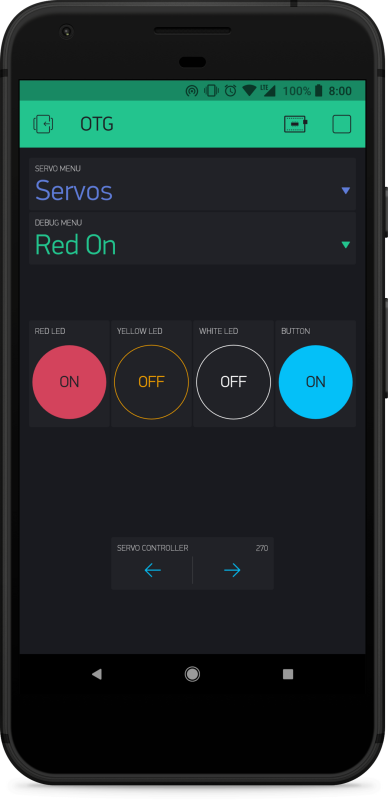 LTE 100% 8:00
OTG
SERVO MENU
Servos
DEBUG MENU
Red On
RED LED YELLOW LED WHITE LED BUTTON
ON OFF OFF ON
SERVO CONTROLLER 270